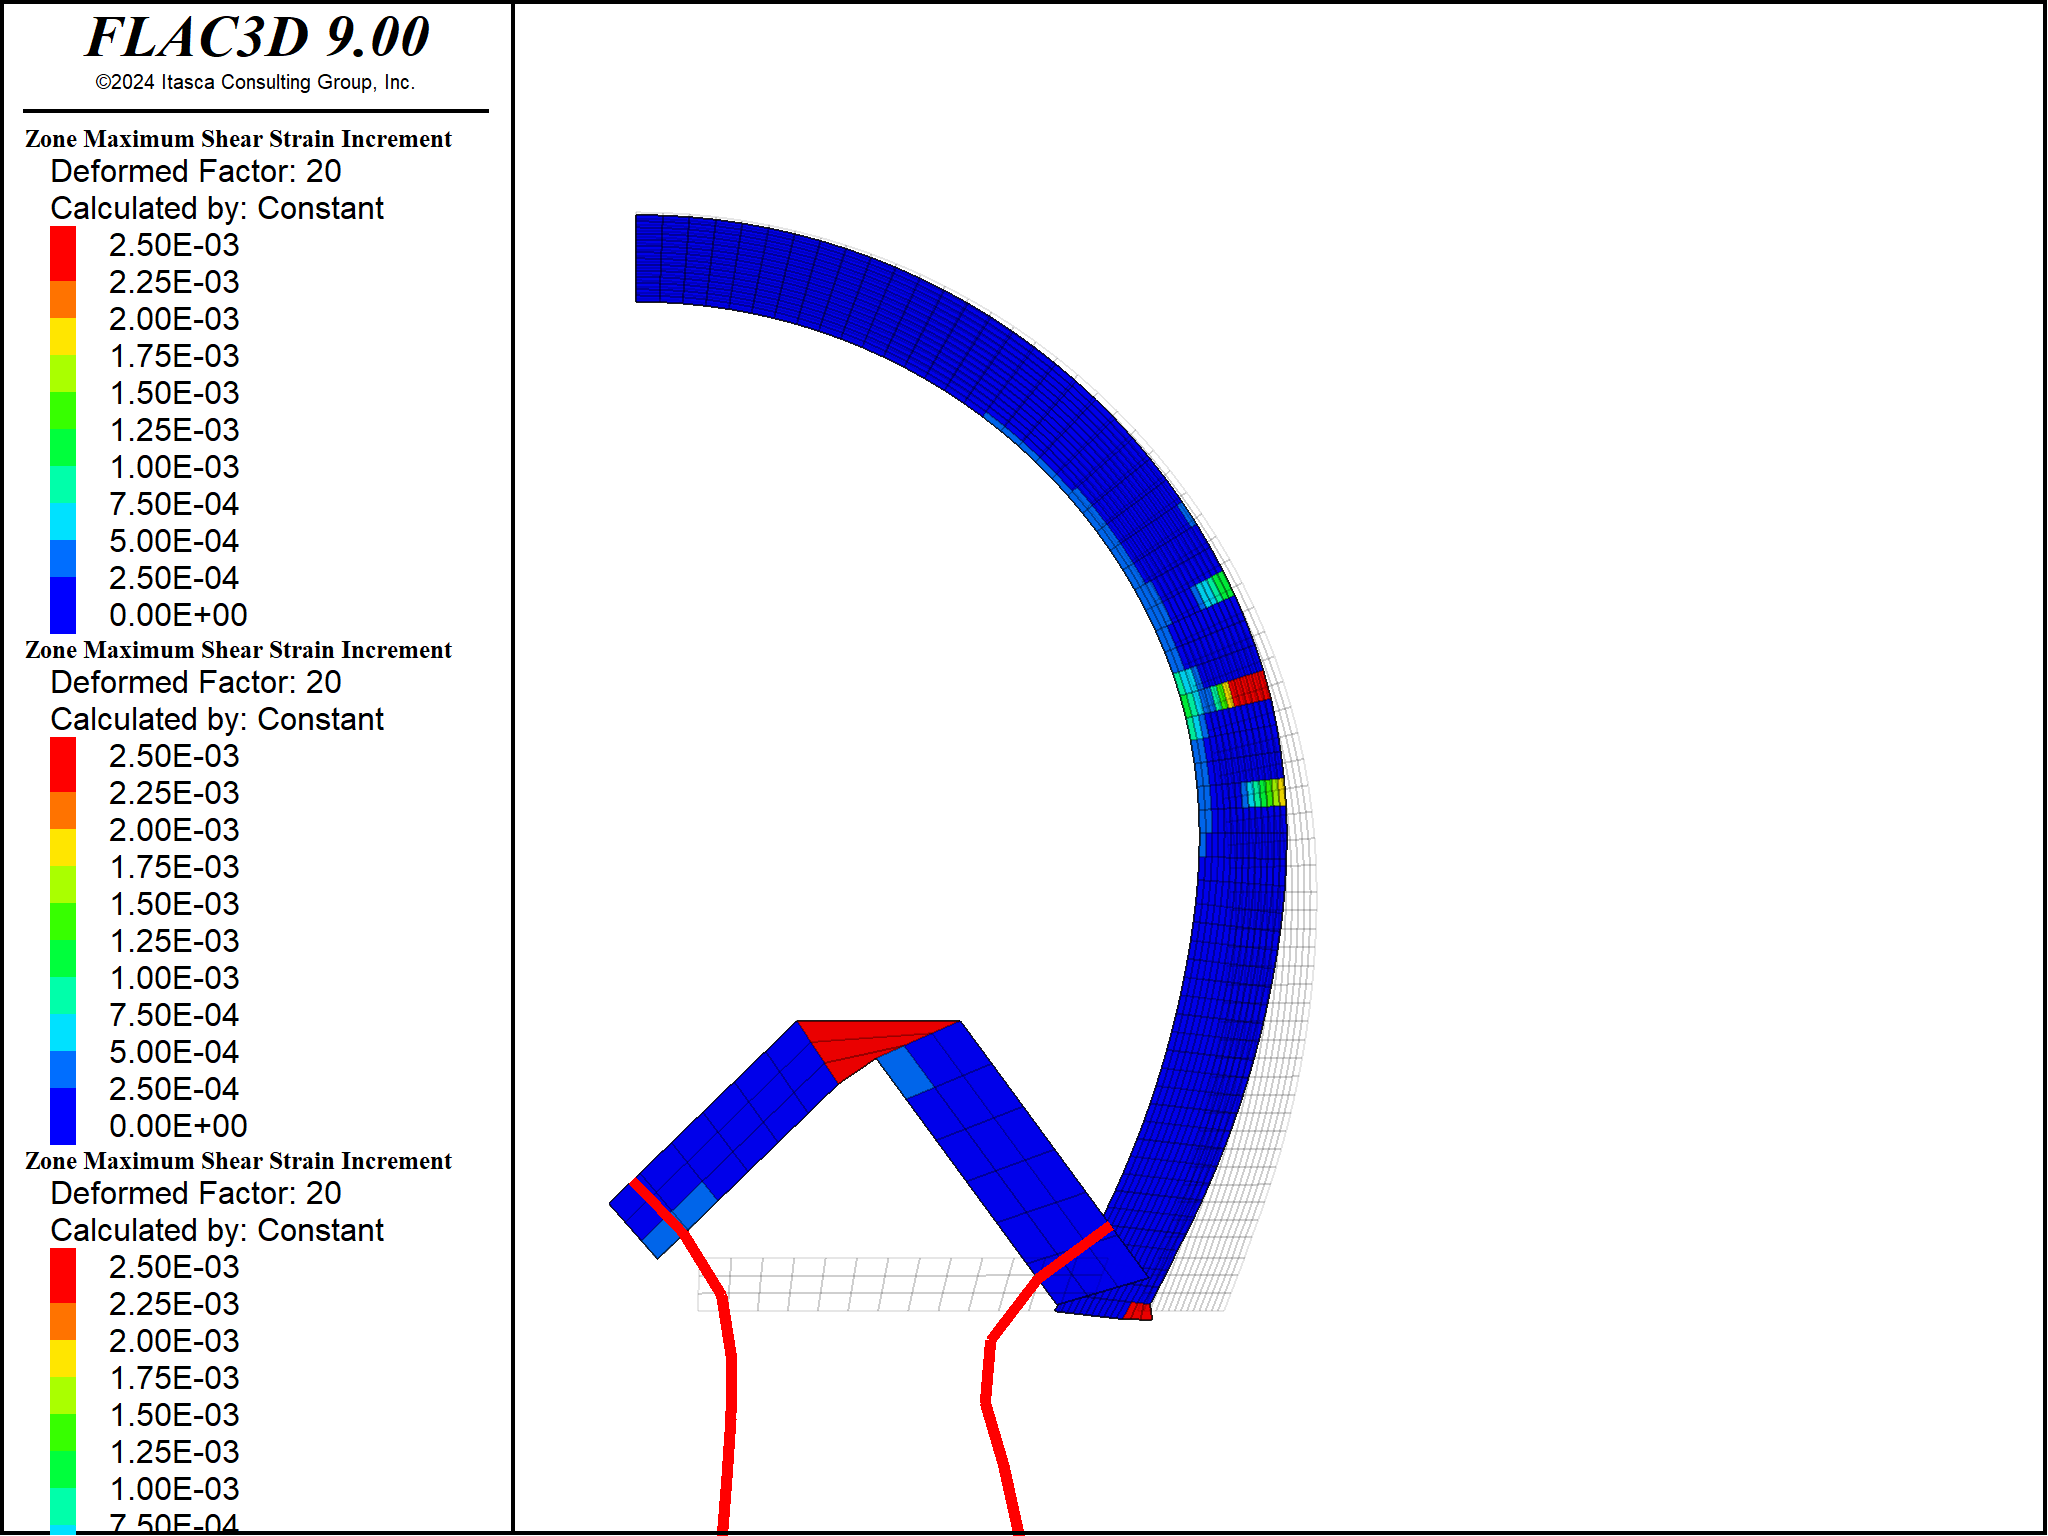 FLAC3D 9.00
©2024 Itasca Consulting Group, Inc.
Zone Maximum Shear Strain Increment
Deformed Factor: 20
Calculated by: Constant
2.50E-03
2.25E-03
2.00E-03
1.75E-03
1.50E-03
1.25E-03
1.00E-03
7.50E-04
5.00E-04
2.50E-04
0.00E+00
Zone Maximum Shear Strain Increment
Deformed Factor: 20
Calculated by: Constant
2.50E-03
2.25E-03
2.00E-03
1.75E-03
1.50E-03
1.25E-03
1.00E-03
7.50E-04
5.00E-04
2.50E-04
0.00E+00
Zone Maximum Shear Strain Increment
Deformed Factor: 20
Calculated by: Constant
2.50E-03
2.25E-03
2.00E-03
1.75E-03
1.50E-03
1.25E-03
1.00E-03
7.50E-04